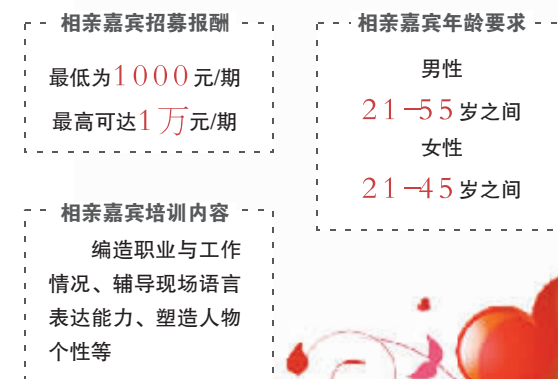 相亲嘉宾招募报酬
最低为1000元/期
最高可达1万元/期
相亲嘉宾年龄要求
男性
21-55岁之间
女性
21-45岁之间
相亲嘉宾培训内容
编造职业与工作
情况、辅导现场语言
表达能力、塑造人物
个性等